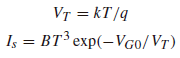 V_T = kT/q
I_s = BT^3 exp(−V_{G0}/V_T)